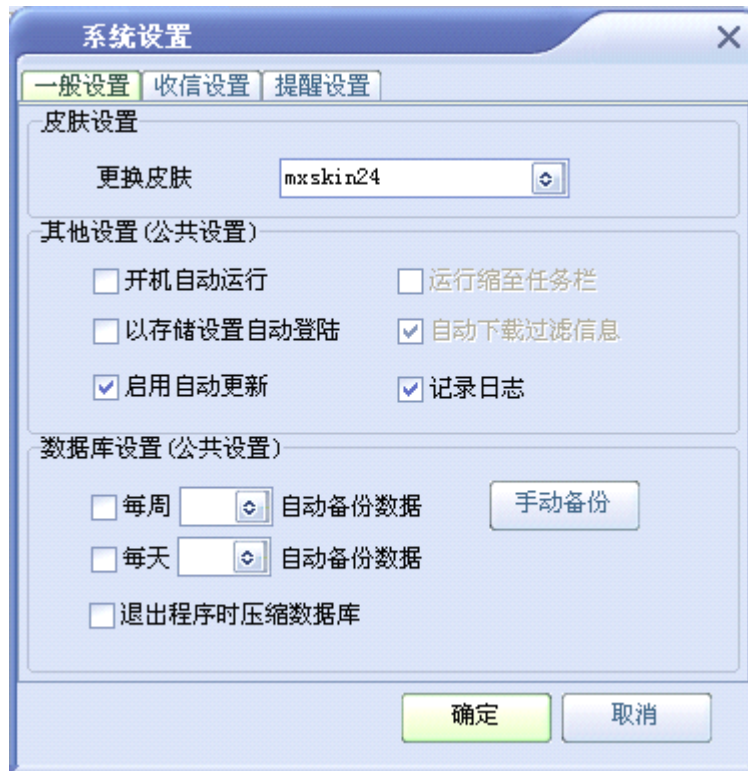 系统设置
一般设置 收信设置 提醒设置
皮肤设置
更换皮肤 mxskin24
其他设置(公共设置)
开机自动运行 运行缩至任务栏
以存储设置自动登陆 自动下载过滤信息
启用自动更新 记录日志
数据库设置(公共设置)
每周 自动备份数据 手动备份
每天 自动备份数据
退出程序时压缩数据库
确定 取消